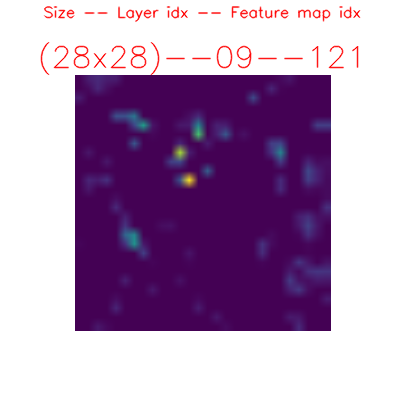 Size -- Layer idx -- Feature map idx
(28x28)--09--121